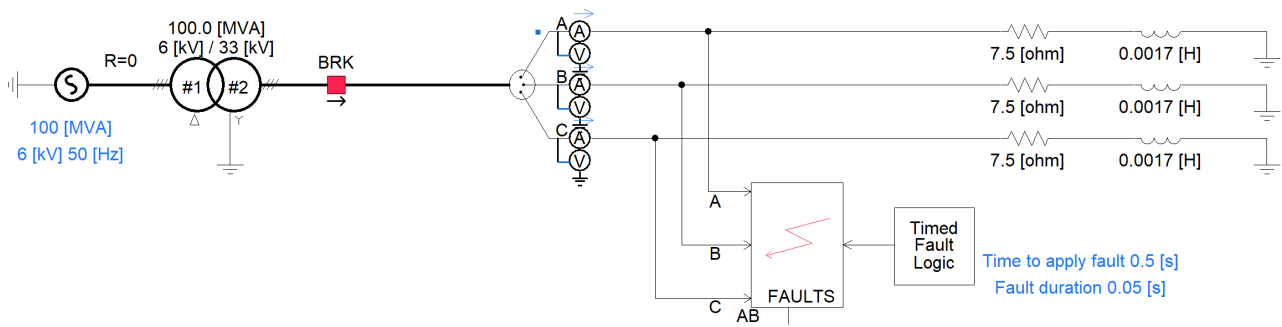 R=0
100.0 [MVA]
6 [kV] / 33 [kV]
#1
#2
BRK
100 [MVA]
6 [kV] 50 [Hz]
A
A
V
B
A
V
C
A
V
7.5 [ohm]
0.0017 [H]
7.5 [ohm]
0.0017 [H]
7.5 [ohm]
0.0017 [H]
A
B
C
FAULTS
AB
Timed
Fault
Logic
Time to apply fault 0.5 [s]
Fault duration 0.05 [s]